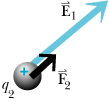 E⃗₁
+
F⃗₂
q₂